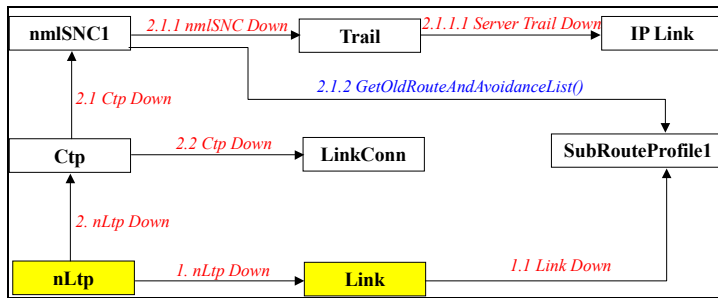 nmlSNC1
2.1.1 nmlSNC Down
Trail
2.1.1.1 Server Trail Down
IP Link
2.1.2 GetOldRouteAndAvoidanceList()
2.1 Ctp Down
Ctp
2.2 Ctp Down
LinkConn
SubRouteProfile1
2. nLtp Down
nLtp
1. nLtp Down
Link
1.1 Link Down